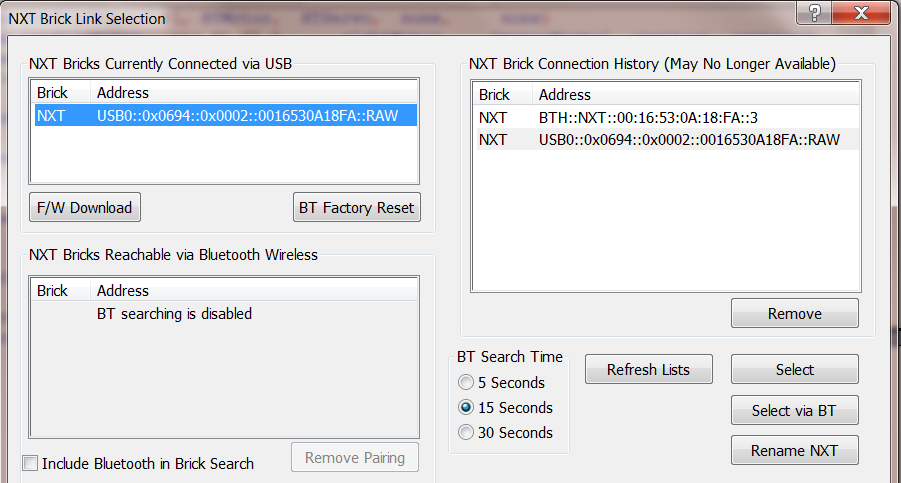 NXT Brick Link Selection
?
NXT Bricks Currently Connected via USB
Brick Address
NXT USB0::0x0694::0x0002::0016530A18FA::RAW
F/W Download
BT Factory Reset
NXT Bricks Reachable via Bluetooth Wireless
Brick Address
BT searching is disabled
Include Bluetooth in Brick Search
Remove Pairing
NXT Brick Connection History (May No Longer Available)
Brick Address
NXT BTH::NXT::00:16:53:0A:18:FA::3
NXT USB0::0x0694::0x0002::0016530A18FA::RAW
Remove
BT Search Time
5 Seconds
15 Seconds
30 Seconds
Refresh Lists
Select
Select via BT
Rename NXT